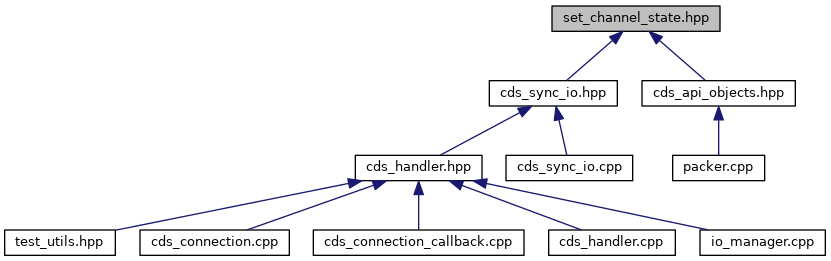 set_channel_state.hpp
cds_sync_io.hpp
cds_api_objects.hpp
cds_handler.hpp
cds_sync_io.cpp
packer.cpp
test_utils.hpp
cds_connection.cpp
cds_connection_callback.cpp
cds_handler.cpp
io_manager.cpp